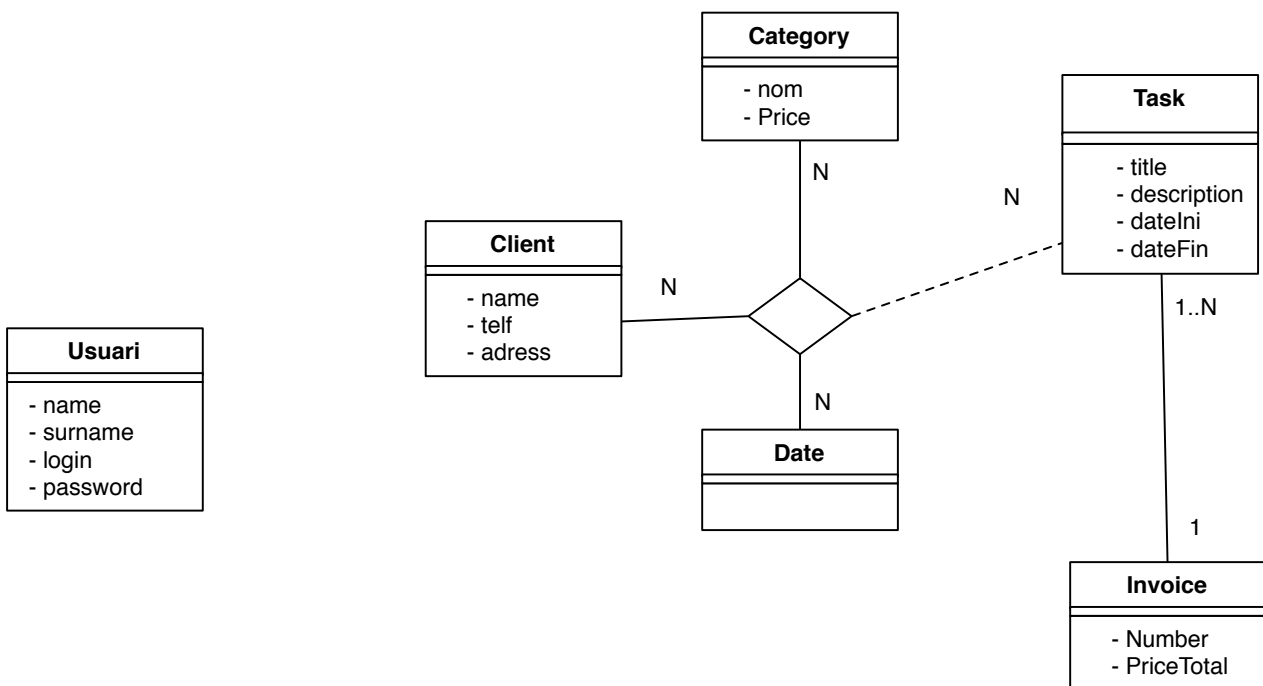 Category
- nom
- Price
N
Task
- title
- description
- dateIni
- dateFin
N
Client
- name
- telf
- adress
N
1..N
Usuari
- name
- surname
- login
- password
N
Date
1
Invoice
- Number
- PriceTotal